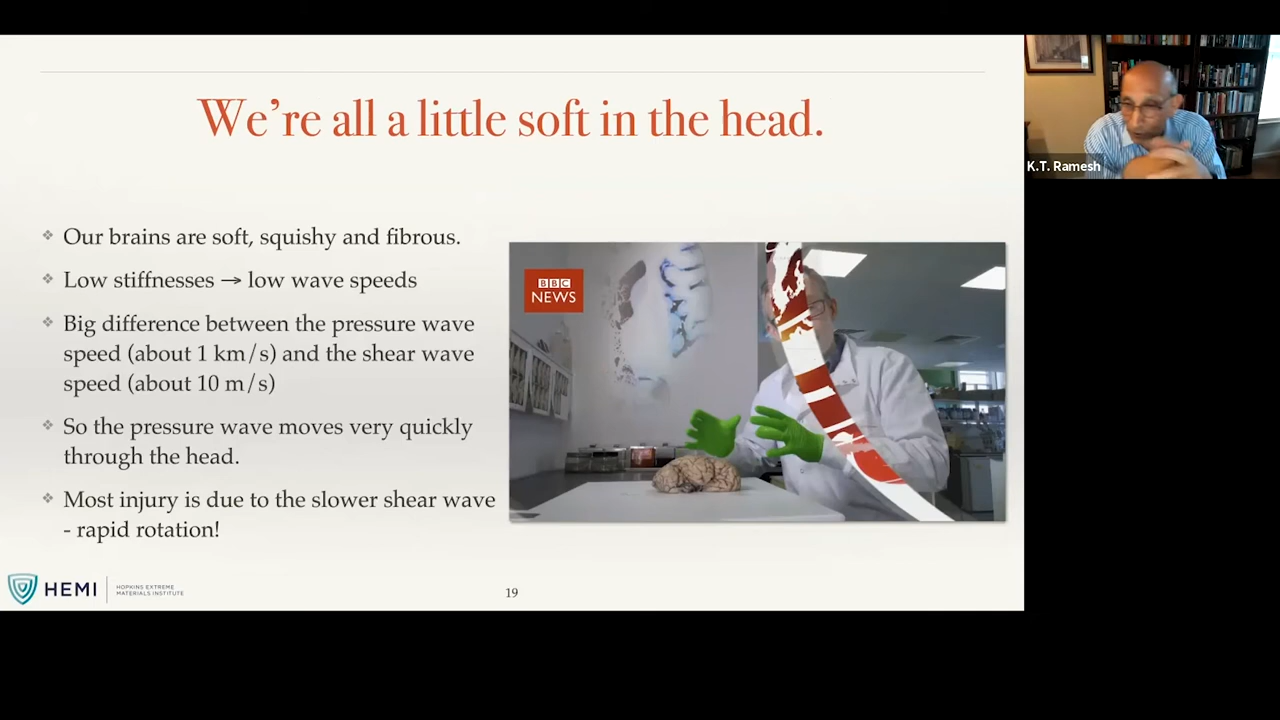 We're all a little soft in the head.
K.T. Ramesh
❖ Our brains are soft, squishy and fibrous.
❖ Low stiffnesses → low wave speeds
❖ Big difference between the pressure wave
speed (about 1 km/s) and the shear wave
speed (about 10 m/s)
❖ So the pressure wave moves very quickly
through the head.
❖ Most injury is due to the slower shear wave
- rapid rotation!
BBC
NEWS
HEMI
HOPKINS EXTREME
MATERIALS INSTITUTE
19